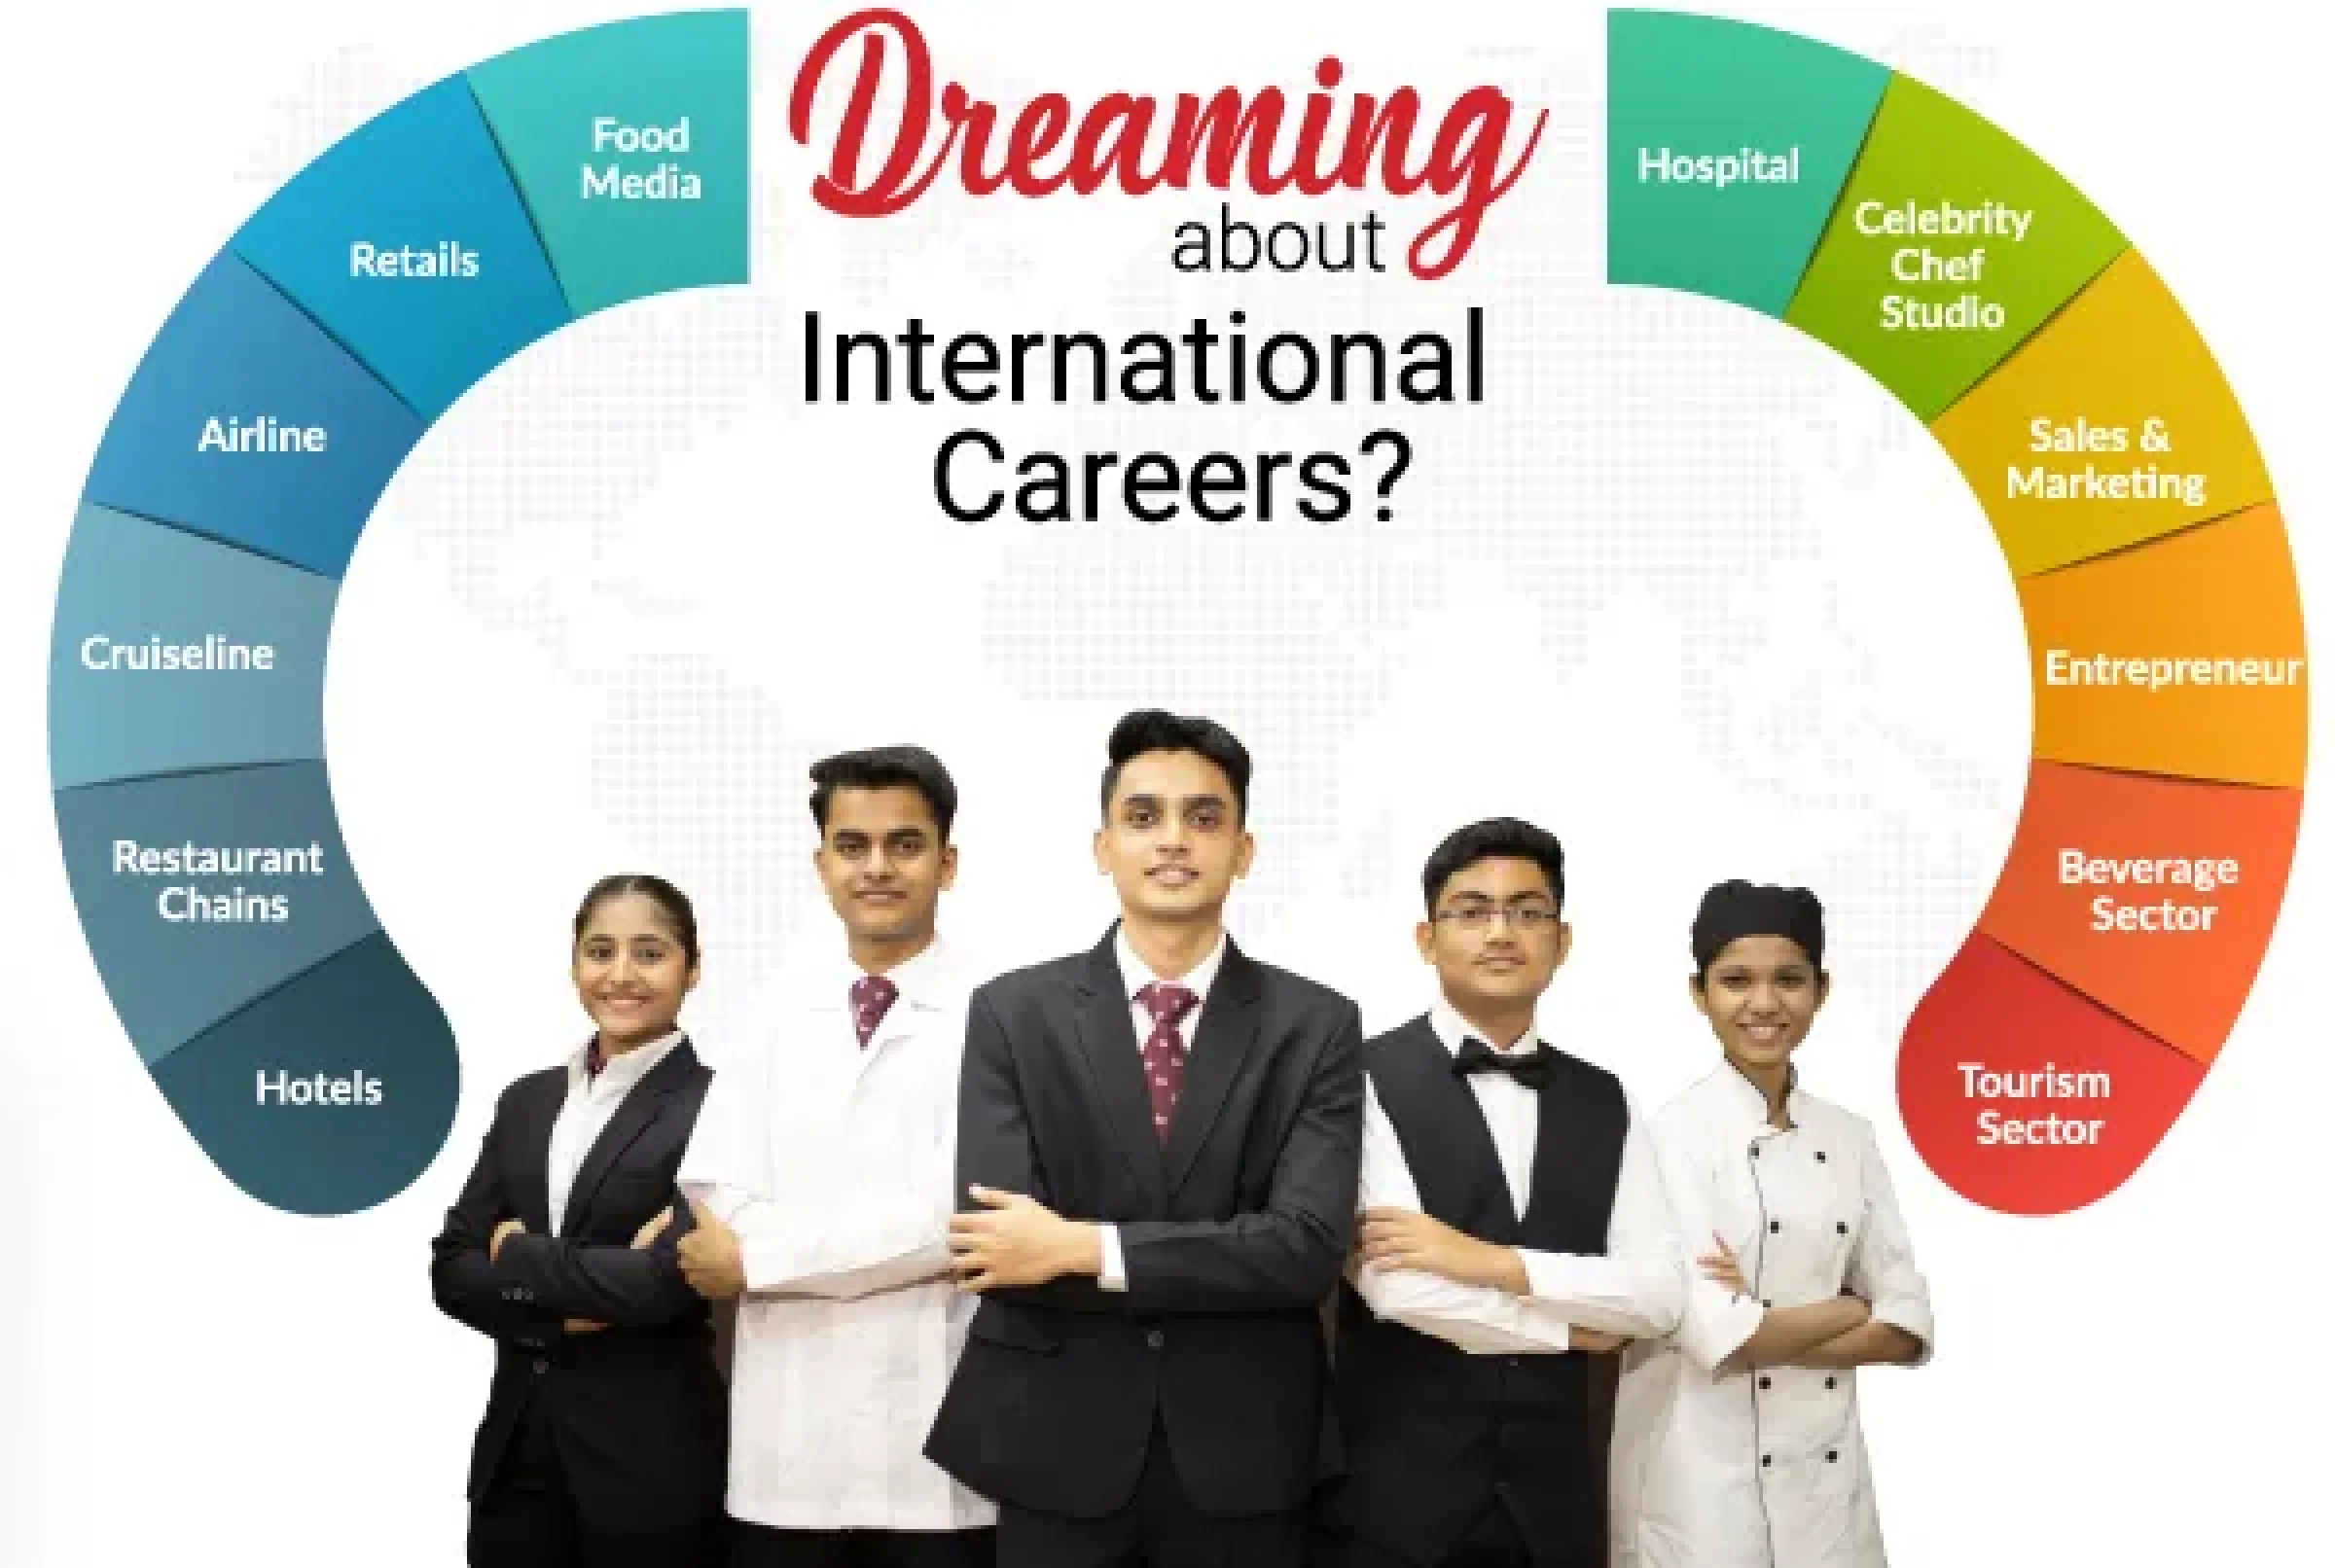 Dreaming
about
International
Careers?
Food
Media
Retails
Airline
Cruiseline
Restaurant
Chains
Hotels
Hospital
Celebrity
Chef
Studio
Sales &
Marketing
Entrepreneur
Beverage
Sector
Tourism
Sector